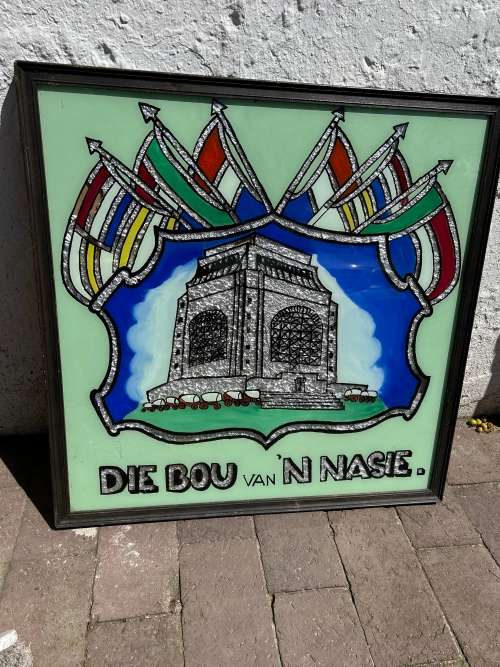 DIE BOU VAN 'N NASIE.